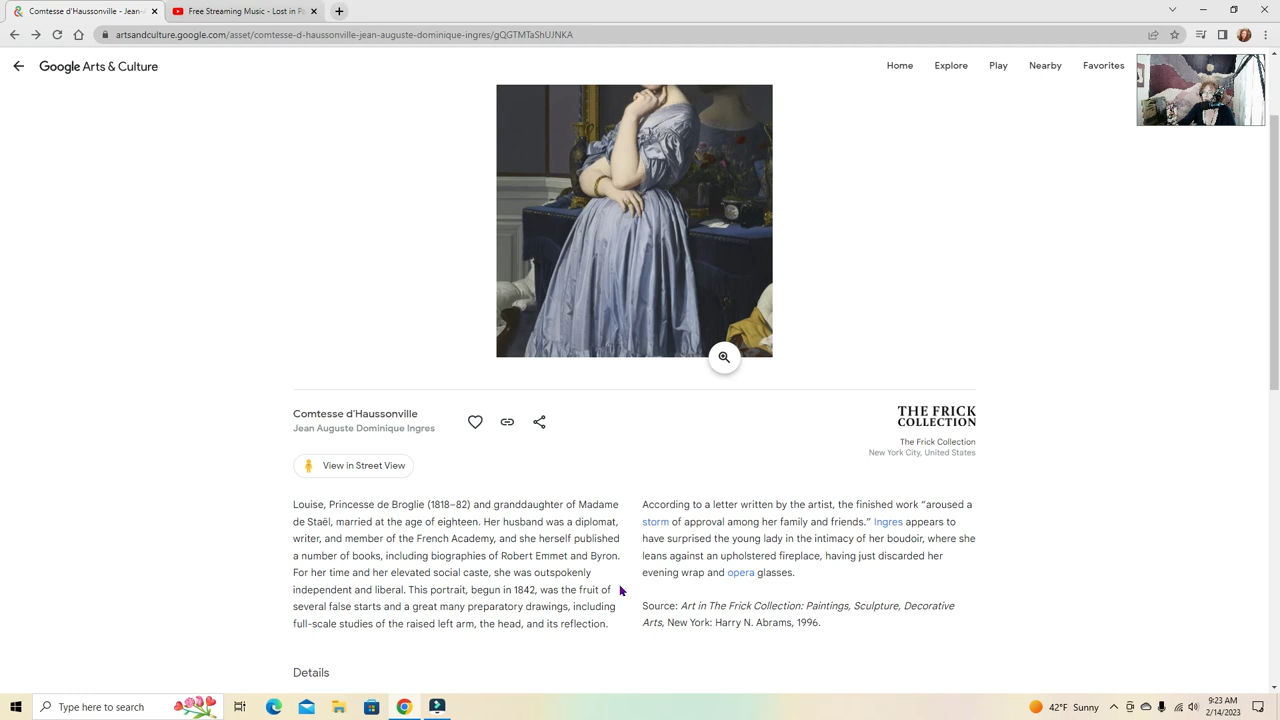 Comtesse d'Haussonville - Jean-A
Free Streaming Music - Lost in Fi
artsandculture.google.com/asset/comtesse-d-haussonville-jean-auguste-dominique-ingres/gQGTMTaShUJNKA
Google Arts & Culture
Home
Explore
Play
Nearby
Favorites
Comtesse d'Haussonville
Jean Auguste Dominique Ingres
THE FRICK
COLLECTION
The Frick Collection
New York City, United States
View in Street View
Louise, Princesse de Broglie (1818–82) and granddaughter of Madame
de Staël, married at the age of eighteen. Her husband was a diplomat,
writer, and member of the French Academy, and she herself published
a number of books, including biographies of Robert Emmet and Byron.
For her time and her elevated social caste, she was outspokenly
independent and liberal. This portrait, begun in 1842, was the fruit of
several false starts and a great many preparatory drawings, including
full-scale studies of the raised left arm, the head, and its reflection.
According to a letter written by the artist, the finished work “aroused a
storm of approval among her family and friends.” Ingres appears to
have surprised the young lady in the intimacy of her boudoir, where she
leans against an upholstered fireplace, having just discarded her
evening wrap and opera glasses.
Source: Art in The Frick Collection: Paintings, Sculpture, Decorative
Arts, New York: Harry N. Abrams, 1996.
Details
Type here to search
42°F Sunny
9:23 AM
2/14/2023